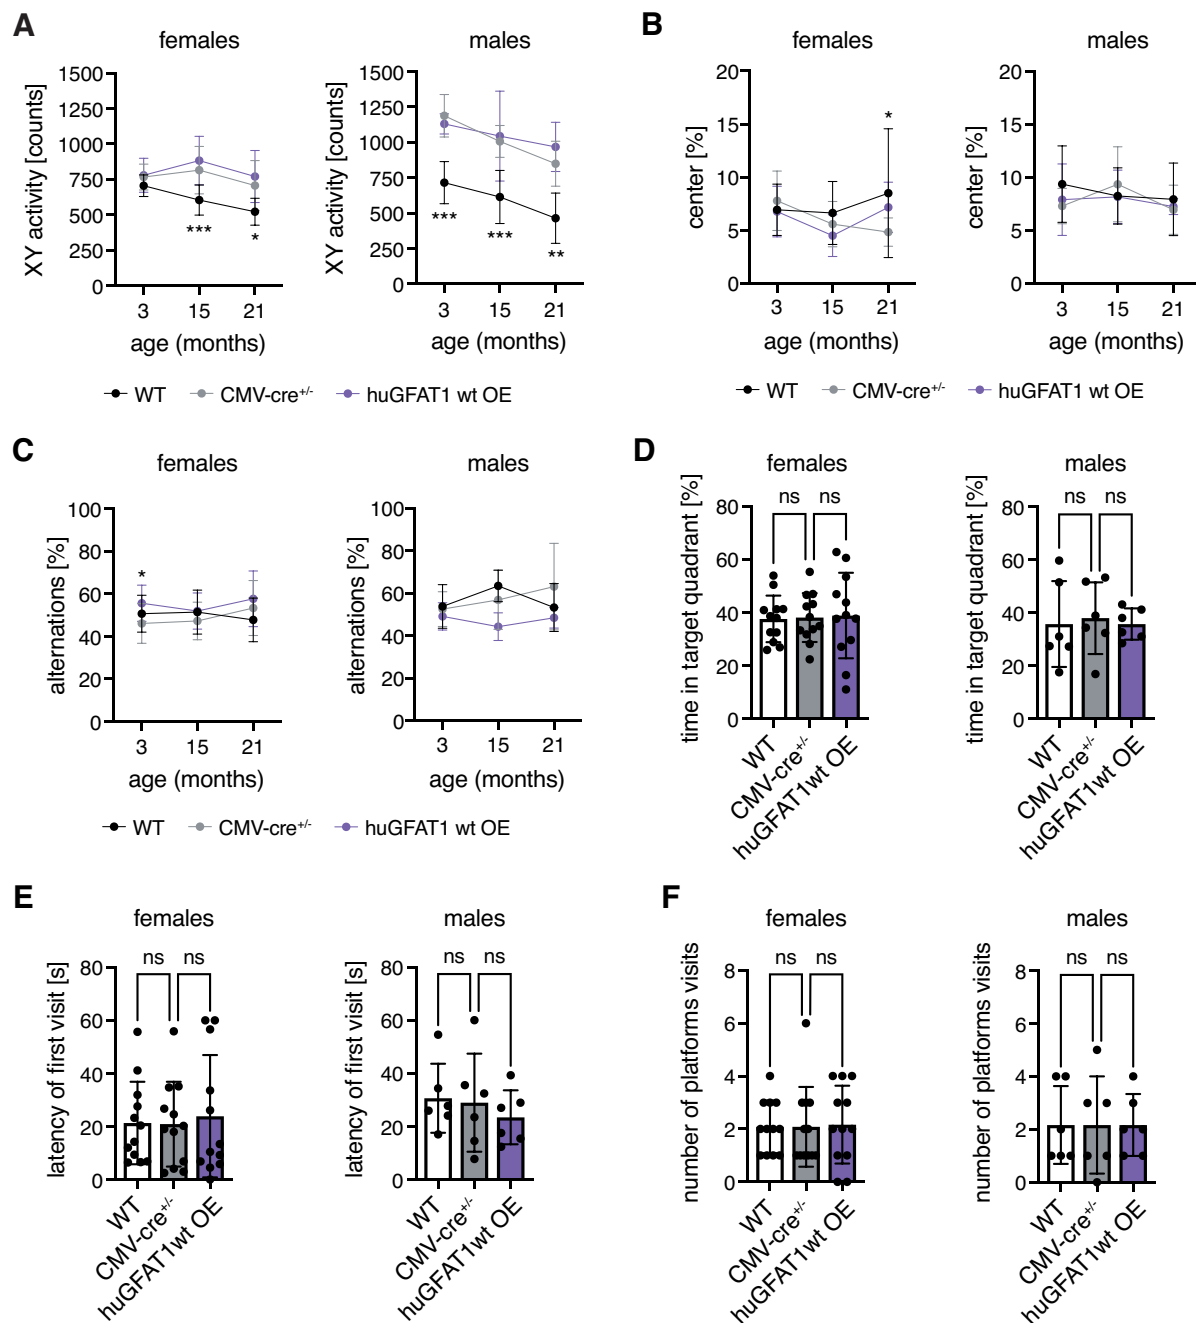 A
females
XY activity [counts]
1500
1250
1000
750
500
250
0
***
*
3 15 21
age (months)
males
XY activity [counts]
1500
1250
1000
750
500
250
0
***
***
**
3 15 21
age (months)
WT CMV-cre+/- huGFAT1 wt OE
B
females
center [%]
20
15
10
5
0
*
3 15 21
age (months)
males
center [%]
20
15
10
5
0
3 15 21
age (months)
WT CMV-cre+/- huGFAT1 wt OE
C
females
alternations [%]
100
80
60
40
20
0
*
3 15 21
age (months)
males
alternations [%]
100
80
60
40
20
0
3 15 21
age (months)
WT CMV-cre+/- huGFAT1 wt OE
D
females
time in target quadrant [%]
80
60
40
20
0
ns ns
WT
CMV-cre+/-
huGFAT1wt OE
males
time in target quadrant [%]
80
60
40
20
0
ns ns
WT
CMV-cre+/-
huGFAT1wt OE
E
females
latency of first visit [s]
80
60
40
20
0
ns ns
WT
CMV-cre+/-
huGFAT1wt OE
males
latency of first visit [s]
80
60
40
20
0
ns ns
WT
CMV-cre+/-
huGFAT1wt OE
F
females
number of platforms visits
8
6
4
2
0
ns ns
WT
CMV-cre+/-
huGFAT1wt OE
males
number of platforms visits
8
6
4
2
0
ns ns
WT
CMV-cre+/-
huGFAT1wt OE